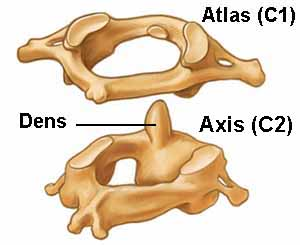 Atlas (C1)
Dens
Axis (C2)